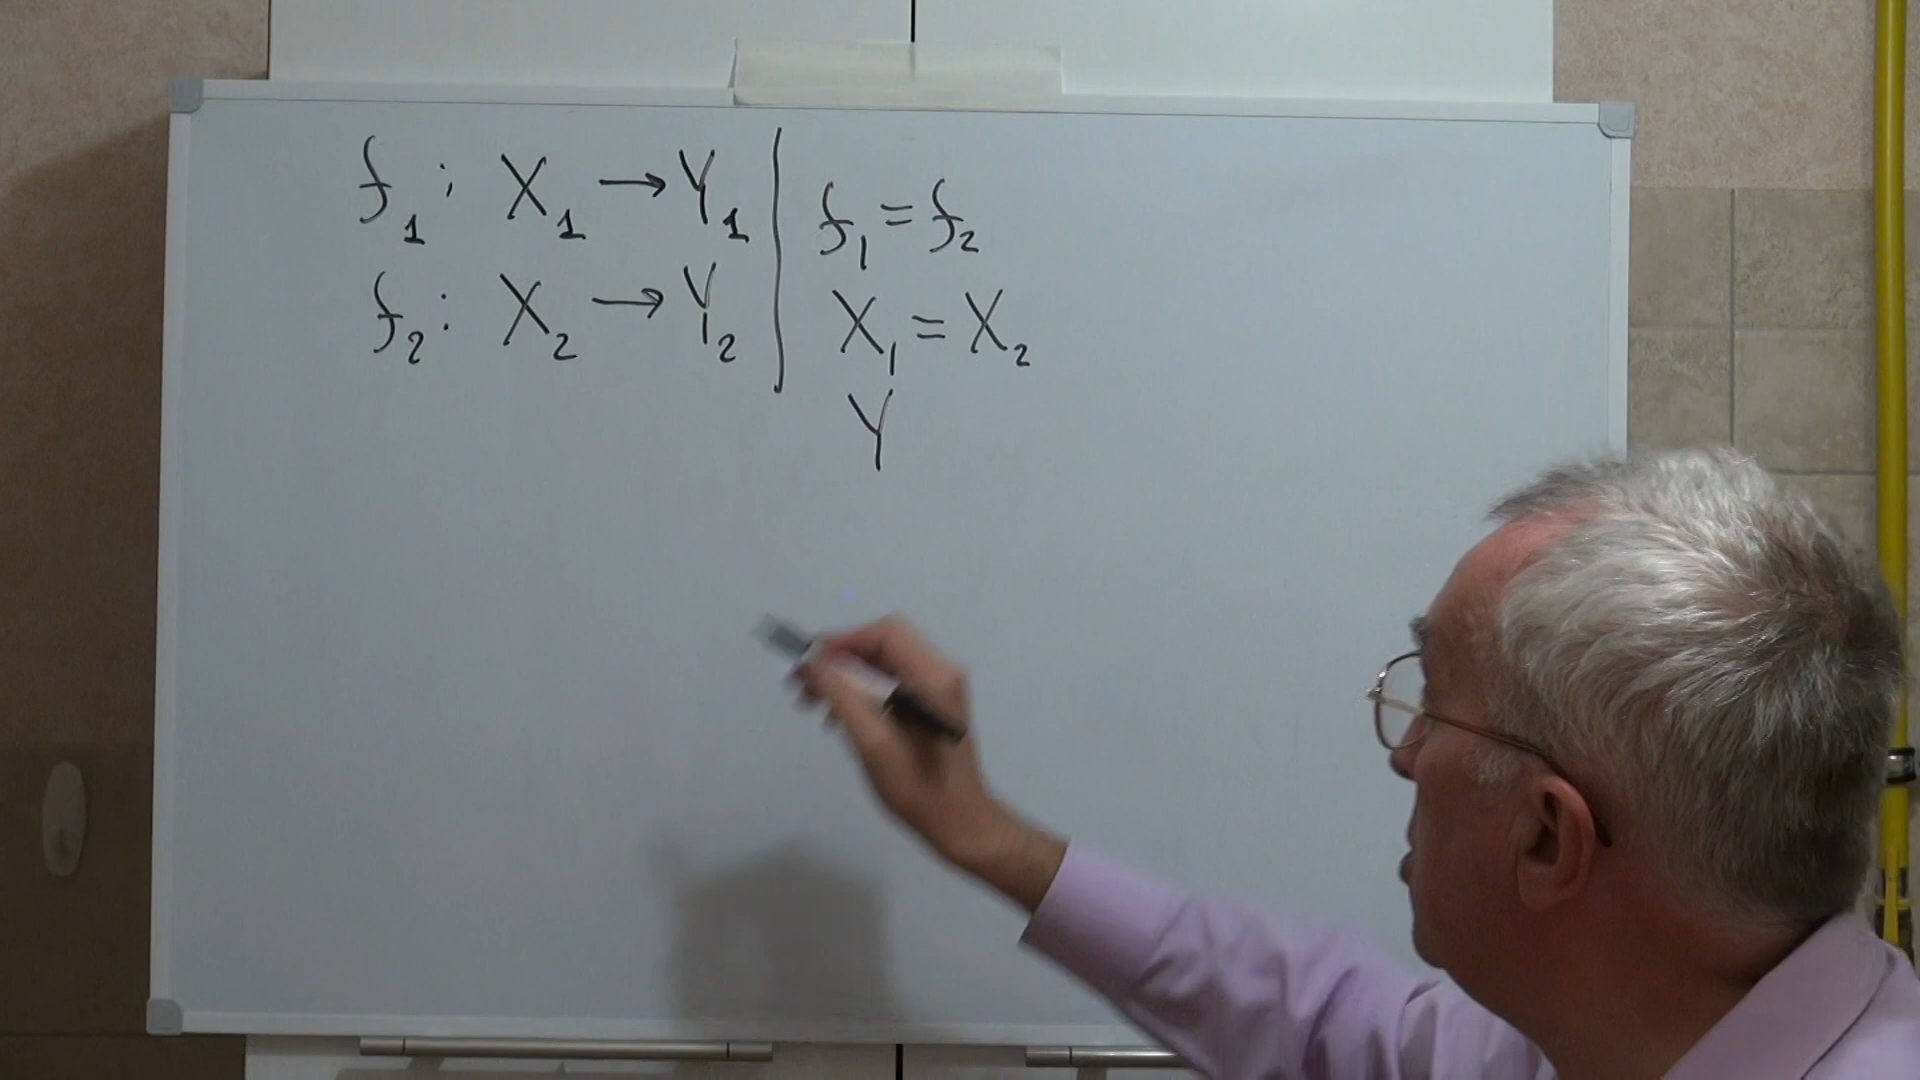 f₁: X₁ → Y₁
f₂: X₂ → Y₂
f₁ = f₂
X₁ = X₂
Y